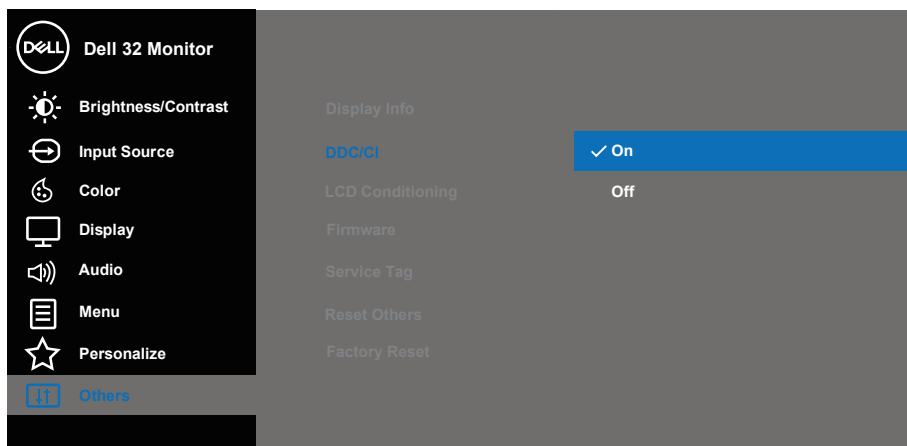 DELL
Dell 32 Monitor
Brightness/Contrast
Input Source
Color
Display
Audio
Menu
Personalize
Others
Display Info
DDC/CI
LCD Conditioning
Firmware
Service Tag
Reset Others
Factory Reset
On
Off